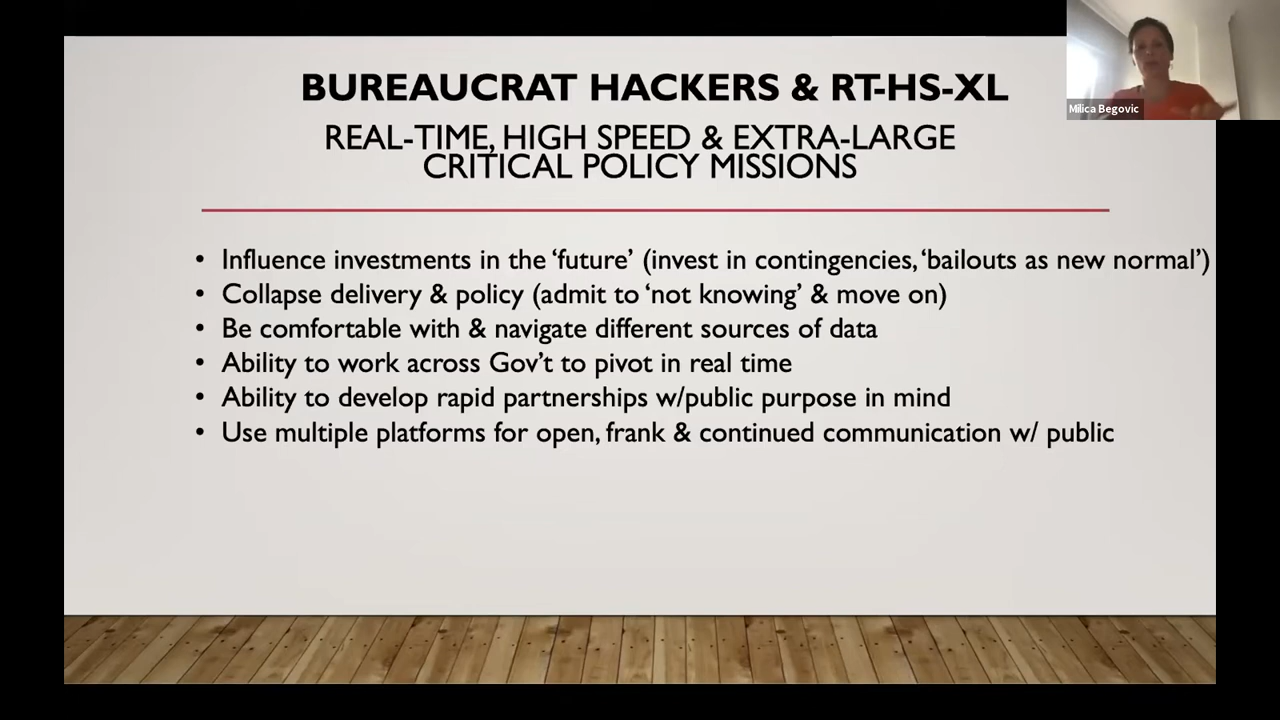 BUREAUCRAT HACKERS & RT-HS-XL
REAL-TIME, HIGH SPEED & EXTRA-LARGE
CRITICAL POLICY MISSIONS
• Influence investments in the ‘future’ (invest in contingencies, ‘bailouts as new normal’)
• Collapse delivery & policy (admit to ‘not knowing’ & move on)
• Be comfortable with & navigate different sources of data
• Ability to work across Gov’t to pivot in real time
• Ability to develop rapid partnerships w/public purpose in mind
• Use multiple platforms for open, frank & continued communication w/ public
Milica Begovic